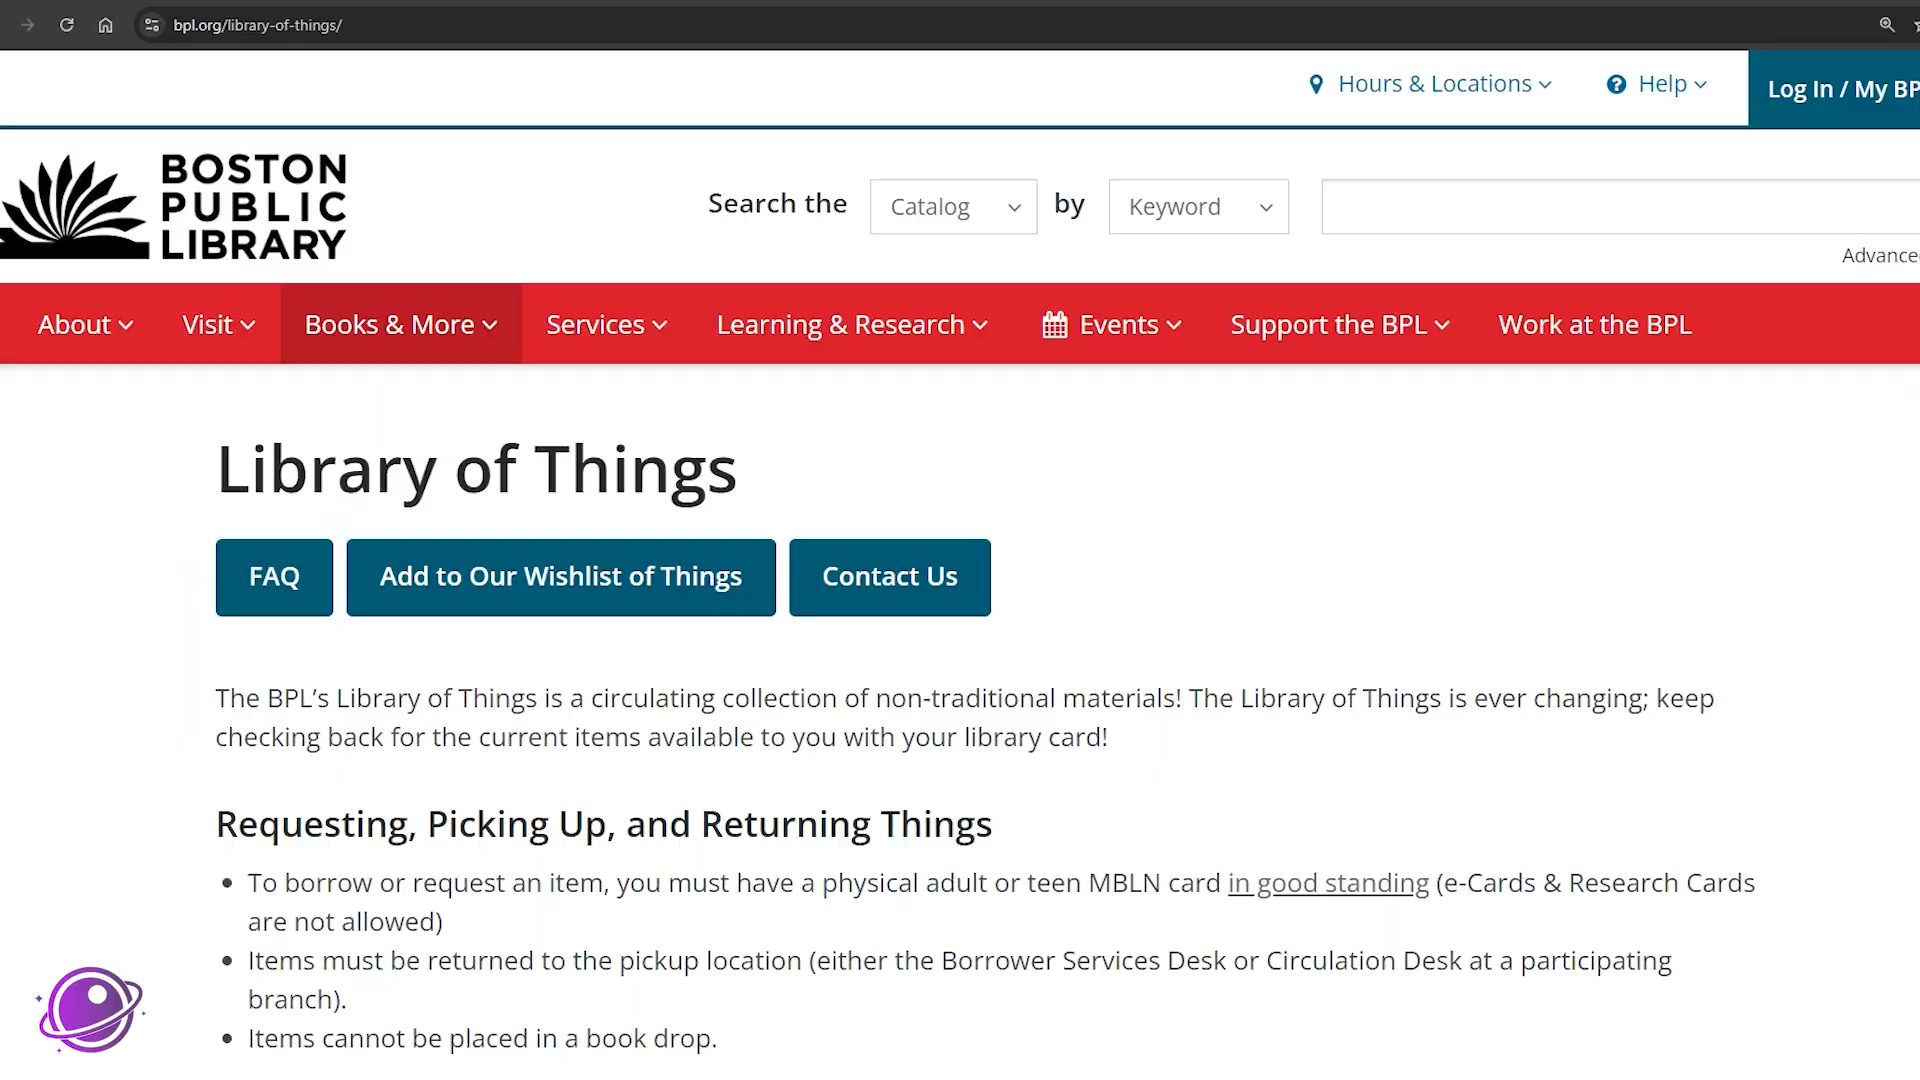 bpl.org/library-of-things/
Hours & Locations
Help
Log In / My BP
BOSTON
PUBLIC
LIBRARY
Search the
Catalog
by
Keyword
Advance
About
Visit
Books & More
Services
Learning & Research
Events
Support the BPL
Work at the BPL
Library of Things
FAQ
Add to Our Wishlist of Things
Contact Us
The BPL’s Library of Things is a circulating collection of non-traditional materials! The Library of Things is ever changing; keep
checking back for the current items available to you with your library card!
Requesting, Picking Up, and Returning Things
• To borrow or request an item, you must have a physical adult or teen MBLN card in good standing (e-Cards & Research Cards
are not allowed)
• Items must be returned to the pickup location (either the Borrower Services Desk or Circulation Desk at a participating
branch).
• Items cannot be placed in a book drop.